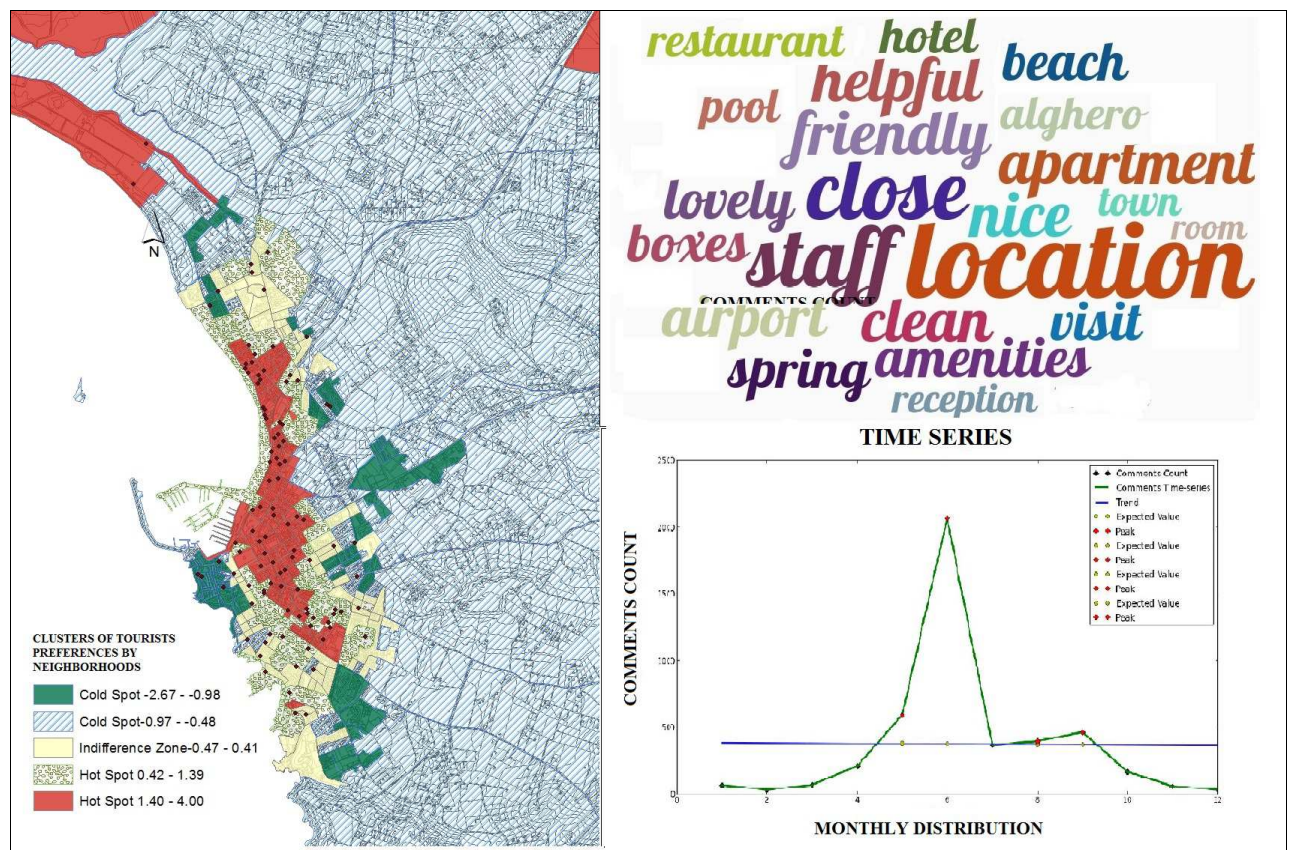 N
CLUSTERS OF TOURISTS
PREFERENCES BY
NEIGHBORHOODS
Cold Spot -2.67 - -0.98
Cold Spot-0.97 - -0.48
Indifference Zone-0.47 - 0.41
Hot Spot 0.42 - 1.39
Hot Spot 1.40 - 4.00
restaurant
hotel
beach
helpful
pool
alghero
friendly
apartment
lovely
close
nice
town
room
boxes
staff
location
COMMENTS COUNT
airport
clean
visit
spring
amenities
reception
TIME SERIES
COMMENTS COUNT
0
0 2 4 6 8 10 12
MONTHLY DISTRIBUTION
Comments Count
Comments Time-series
Trend
Expected Value
Peak
Expected Value
Peak
Expected Value
Peak
Expected Value
Peak